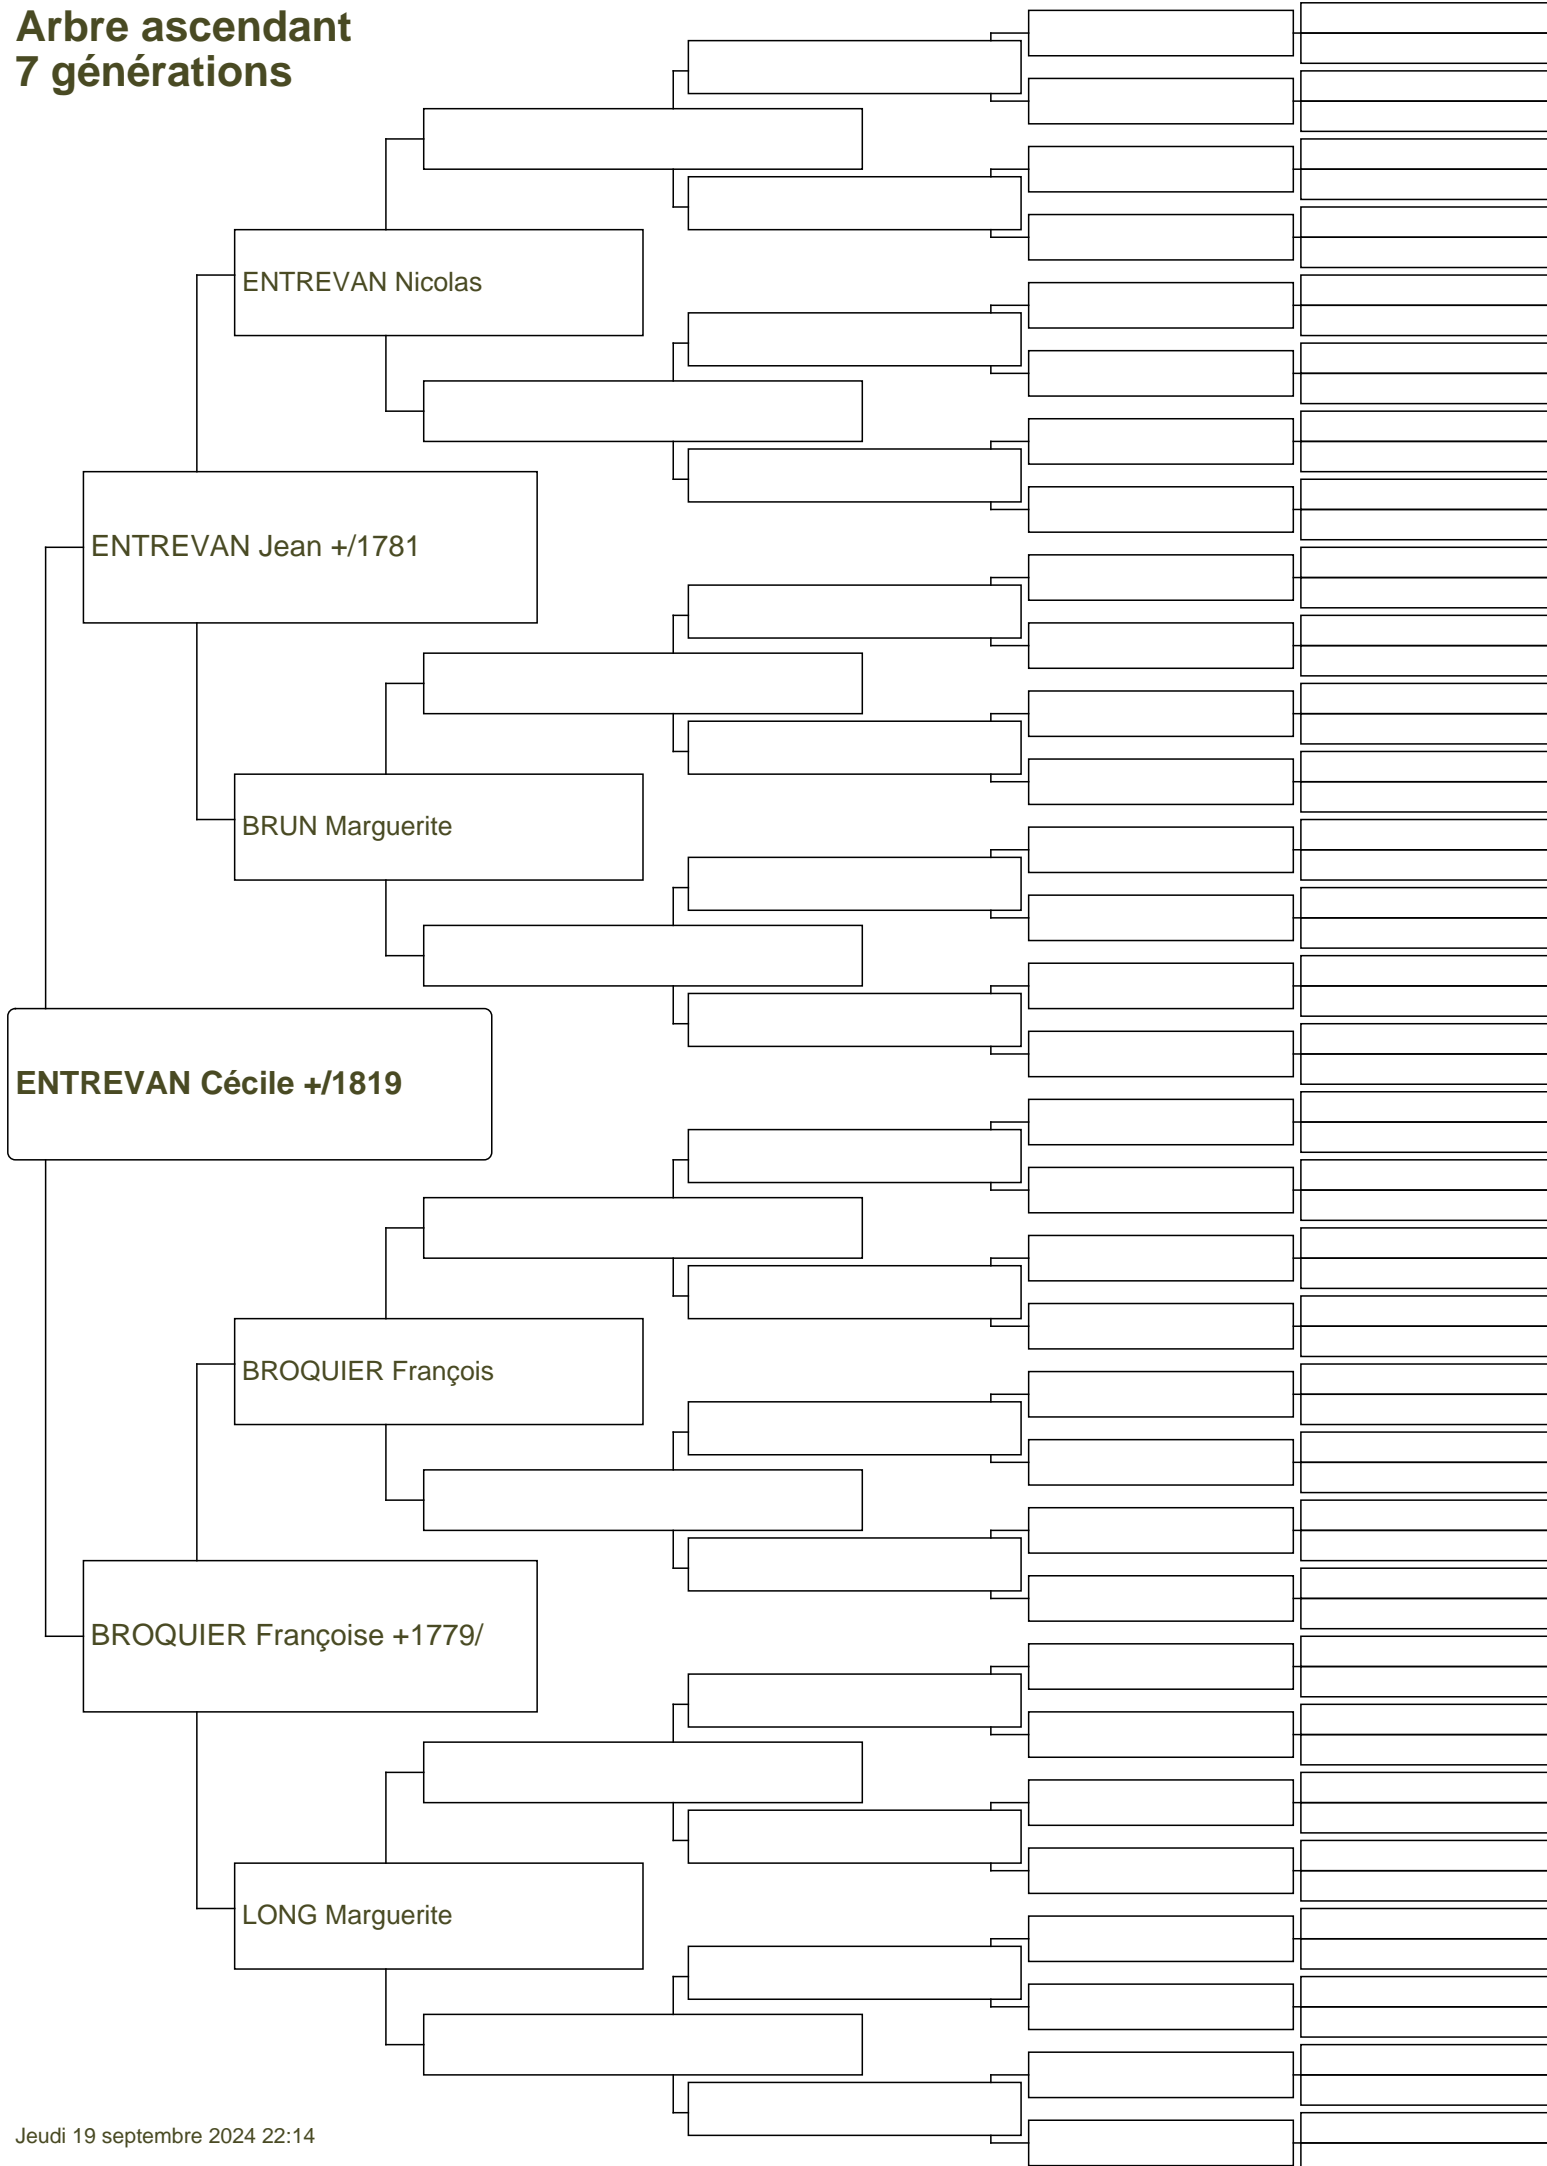 Arbre ascendant
7 générations
ENTREVAN Nicolas
ENTREVAN Jean +/1781
BRUN Marguerite
ENTREVAN Cécile +/1819
BROQUIER François
BROQUIER Françoise +1779/
LONG Marguerite
Jeudi 19 septembre 2024 22:14